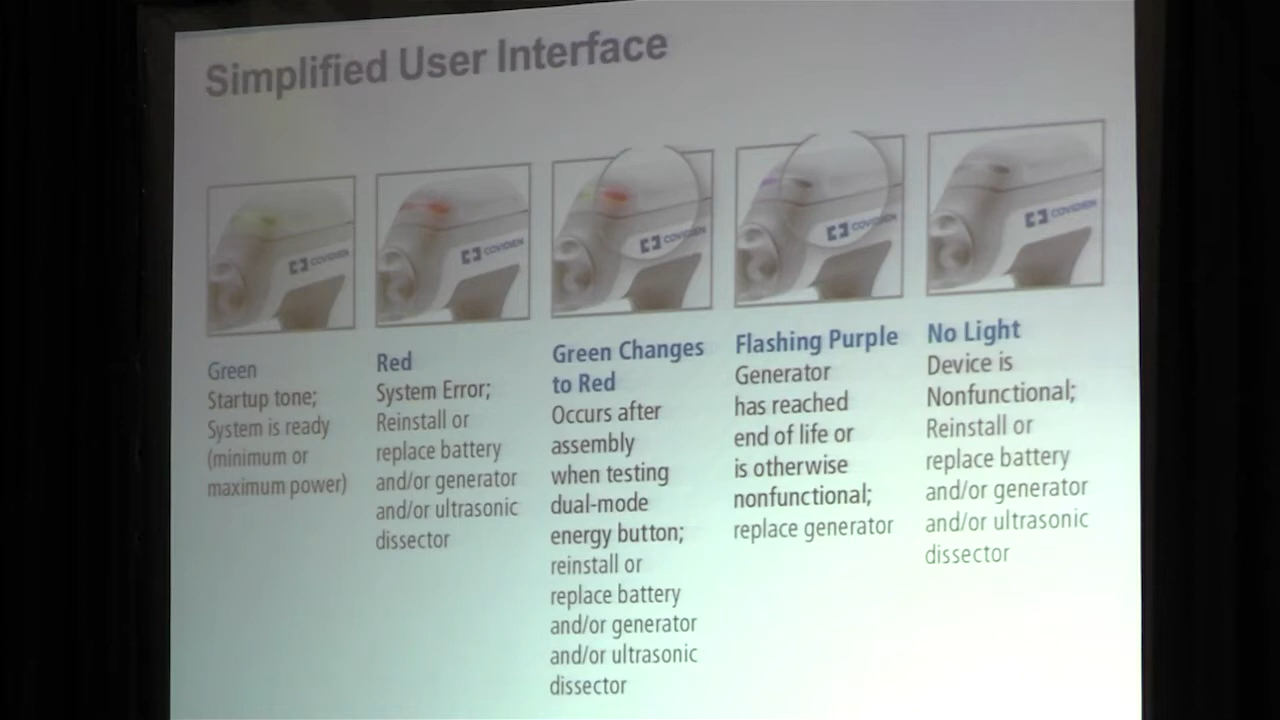 Simplified User Interface
COVIDIEN
COVIDIEN
COVIDIEN
COVIDIEN
COVIDIEN
Green
Startup tone;
System is ready
(minimum or
maximum power)
Red
System Error;
Reinstall or
replace battery
and/or generator
and/or ultrasonic
dissector
Green Changes
to Red
Occurs after
assembly
when testing
dual-mode
energy button;
reinstall or
replace battery
and/or generator
and/or ultrasonic
dissector
Flashing Purple
Generator
has reached
end of life or
is otherwise
nonfunctional;
replace generator
No Light
Device is
Nonfunctional;
Reinstall or
replace battery
and/or generator
and/or ultrasonic
dissector